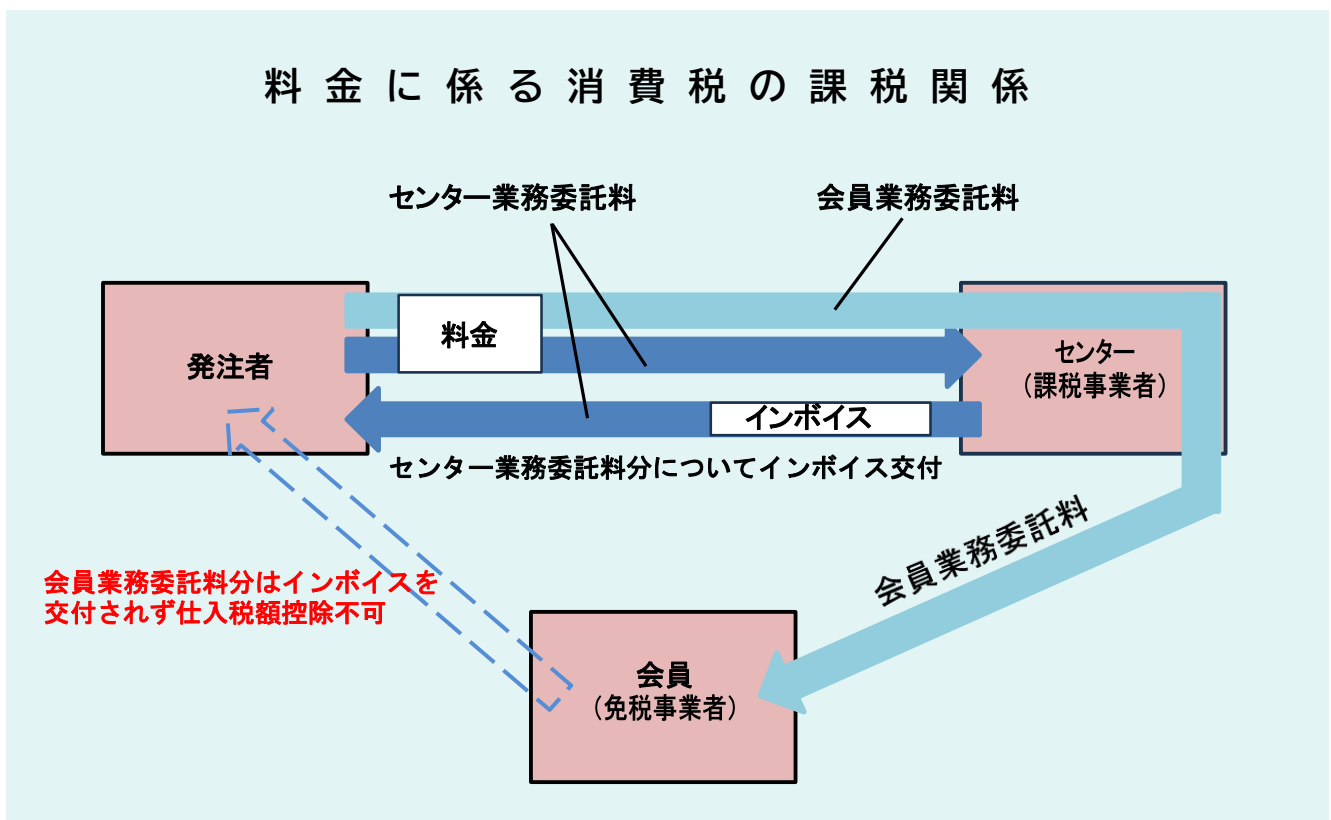 料金に係る消費税の課税関係
センター業務委託料
会員業務委託料
料金
発注者
センター
（課税事業者）
インボイス
センター業務委託料分についてインボイス交付
会員業務委託料
会員業務委託料分はインボイスを
交付されず仕入税額控除不可
会員
（免税事業者）